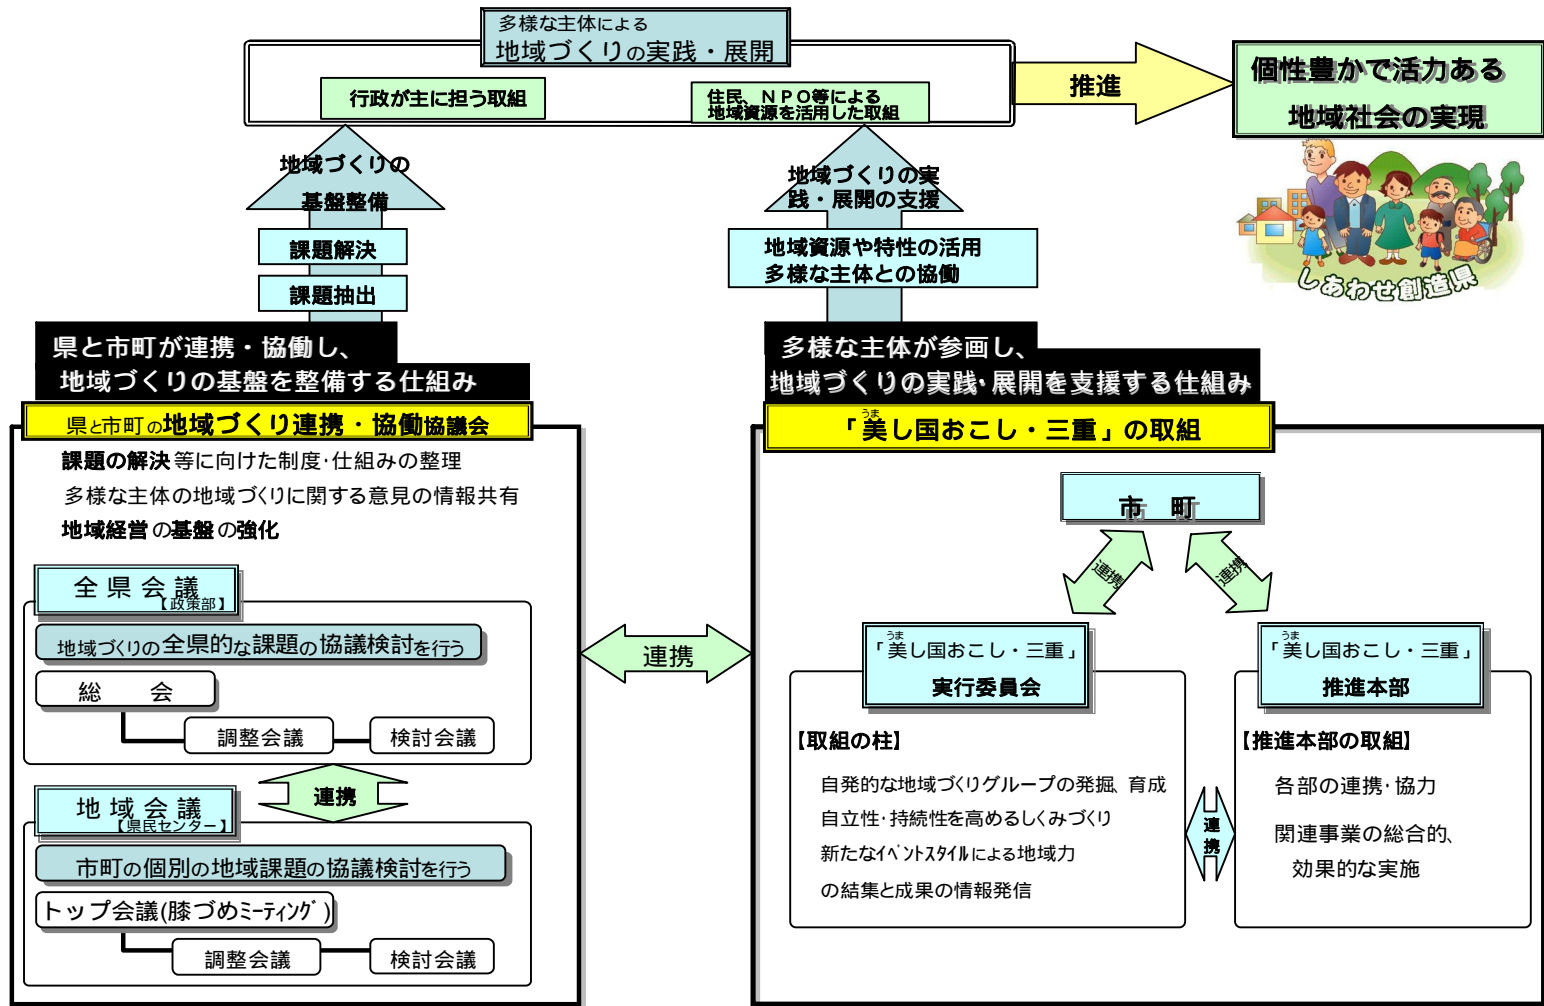 多様な主体による
地域づくりの実践・展開
行政が主に担う取組
住民、ＮＰＯ等による
地域資源を活用した取組
推進
個性豊かで活力ある
地域社会の実現
しあわせ創造県
地域づくりの
基盤整備
課題解決
課題抽出
地域づくりの実
践・展開の支援
地域資源や特性の活用
多様な主体との協働
県と市町が連携・協働し、
地域づくりの基盤を整備する仕組み
県と市町の地域づくり連携・協働協議会
課題の解決等に向けた制度・仕組みの整理
多様な主体の地域づくりに関する意見の情報共有
地域経営の基盤の強化
全県会議
【政策部】
地域づくりの全県的な課題の協議検討を行う
総　会
調整会議
検討会議
連携
地域会議
【県民センター】
市町の個別の地域課題の協議検討を行う
トップ会議(膝づめﾐｰﾃｨﾝｸﾞ)
調整会議
検討会議
連携
多様な主体が参画し、
地域づくりの実践・展開を支援する仕組み
うま
「美し国おこし・三重」の取組
市　町
連携
連携
うま
「美し国おこし・三重」
実行委員会
【取組の柱】
自発的な地域づくりグループの発掘、育成
自立性・持続性を高めるしくみづくり
新たなｲﾍﾞﾝﾄｽﾀｲﾙによる地域力
の結集と成果の情報発信
連携
うま
「美し国おこし・三重」
推進本部
【推進本部の取組】
各部の連携・協力
関連事業の総合的、
効果的な実施